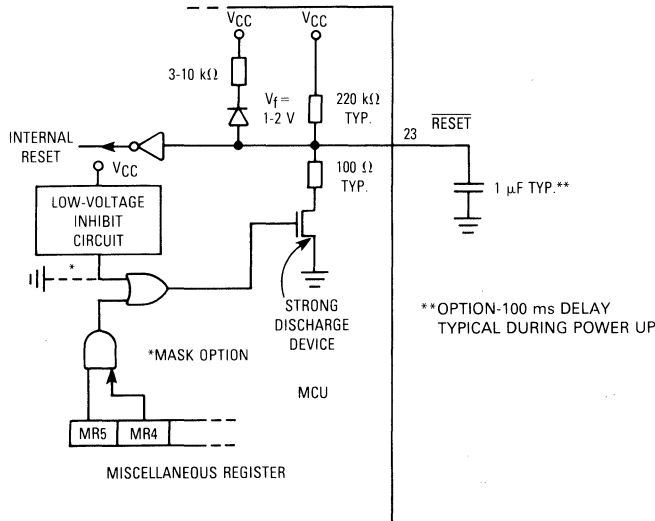 VCC
VCC
3-10 kΩ
Vf =
1-2 V
220 kΩ
TYP.
23
RESET
INTERNAL
RESET
VCC
100 Ω
TYP.
1 μF TYP.**
LOW-VOLTAGE
INHIBIT
CIRCUIT
*
STRONG
DISCHARGE
DEVICE
**OPTION-100 ms DELAY
TYPICAL DURING POWER UP
*MASK OPTION
MCU
MR5
MR4
MISCELLANEOUS REGISTER